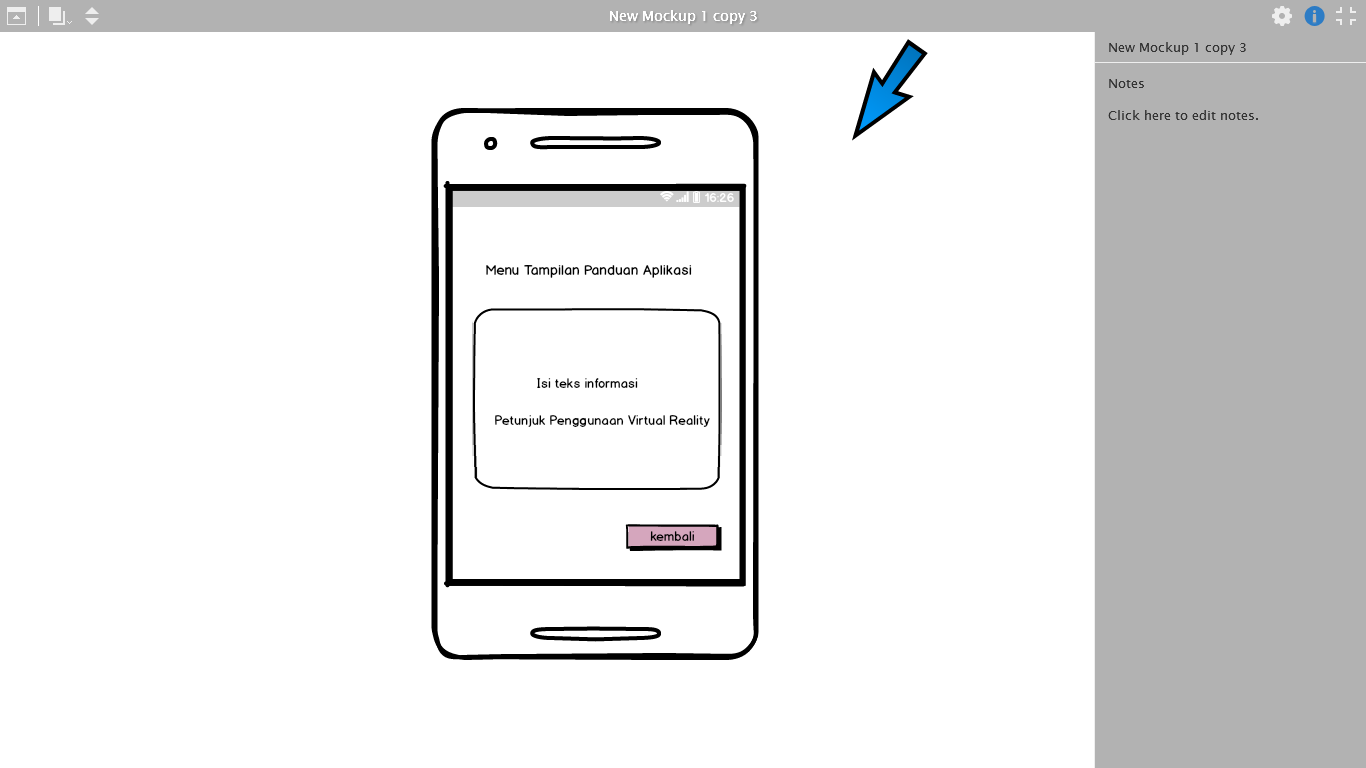 New Mockup 1 copy 3
New Mockup 1 copy 3
Notes
Click here to edit notes.
16:26
Menu Tampilan Panduan Aplikasi
Isi teks informasi
Petunjuk Penggunaan Virtual Reality
kembali